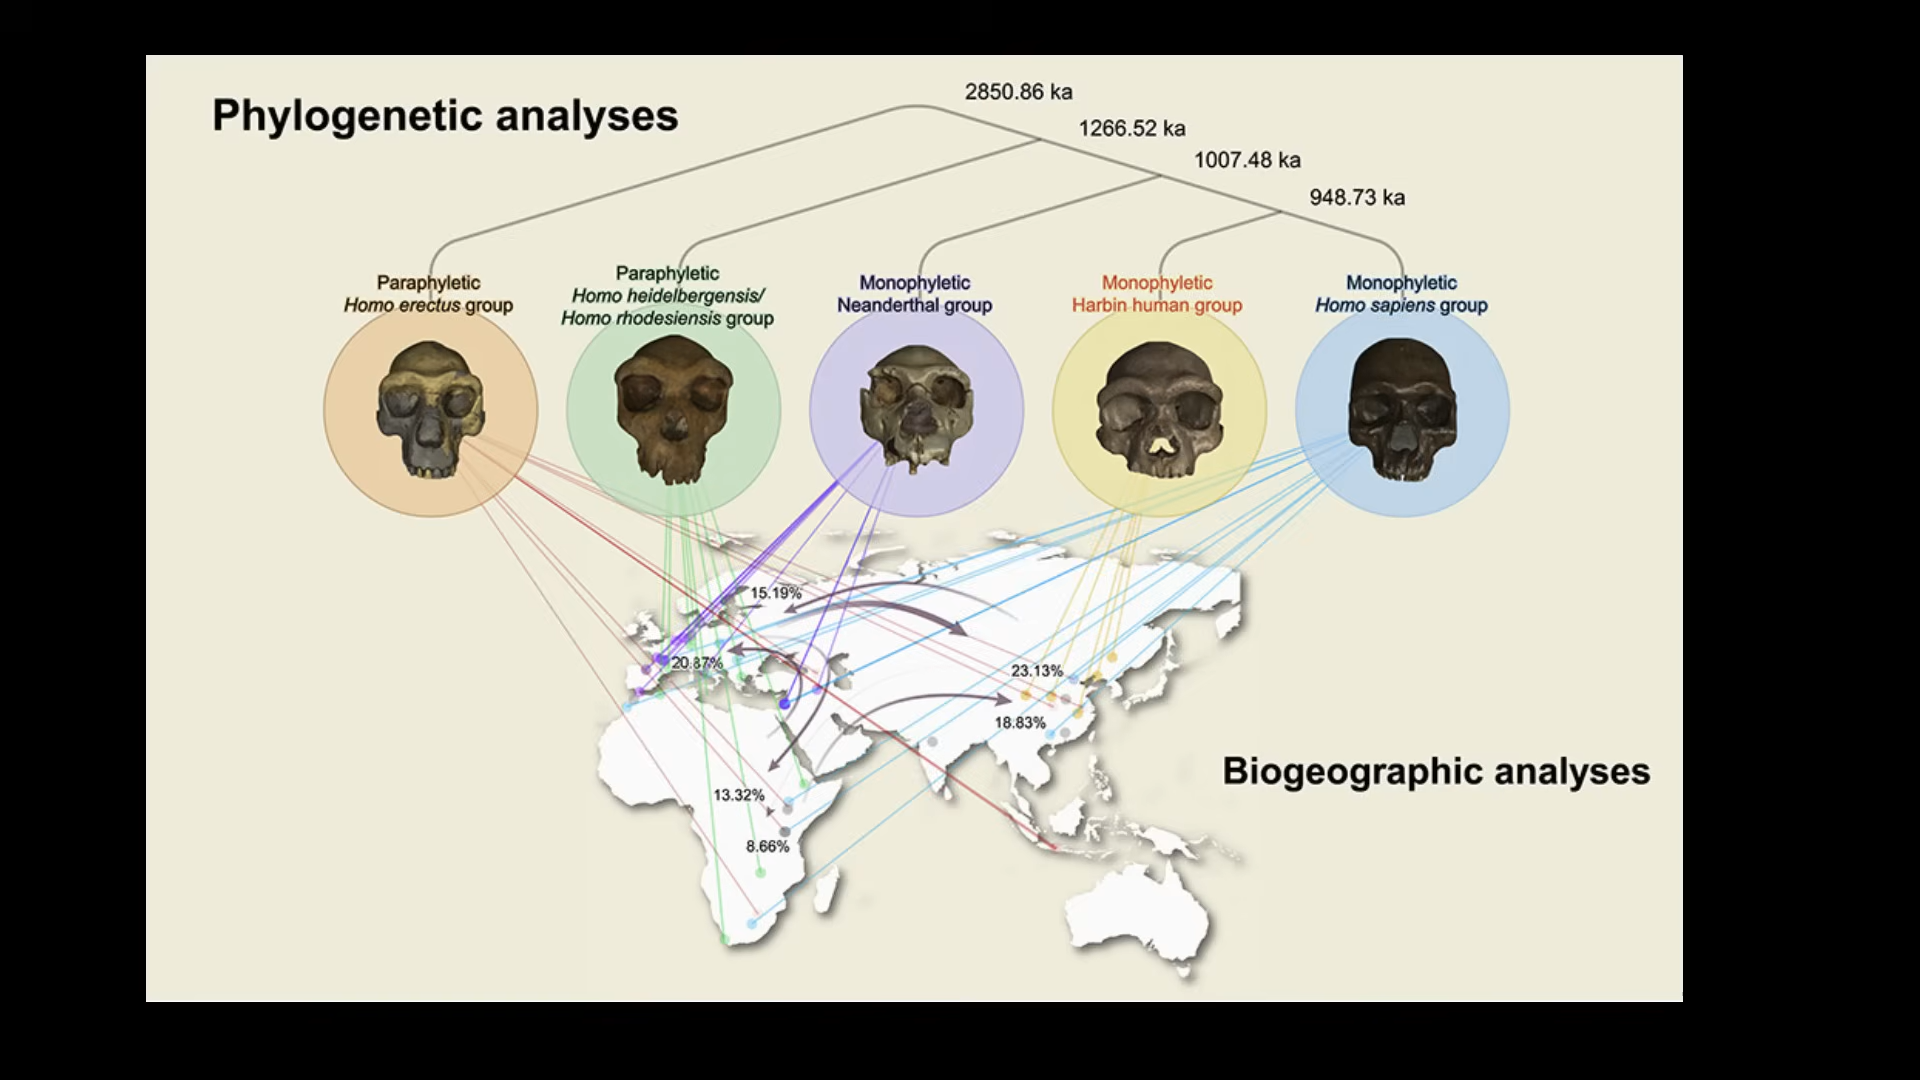 Phylogenetic analyses
2850.86 ka
1266.52 ka
1007.48 ka
948.73 ka
Paraphyletic
Homo erectus group
Paraphyletic
Homo heidelbergensis/
Homo rhodesiensis group
Monophyletic
Neanderthal group
Monophyletic
Harbin human group
Monophyletic
Homo sapiens group
15.19%
20.87%
23.13%
18.83%
13.32%
8.66%
Biogeographic analyses